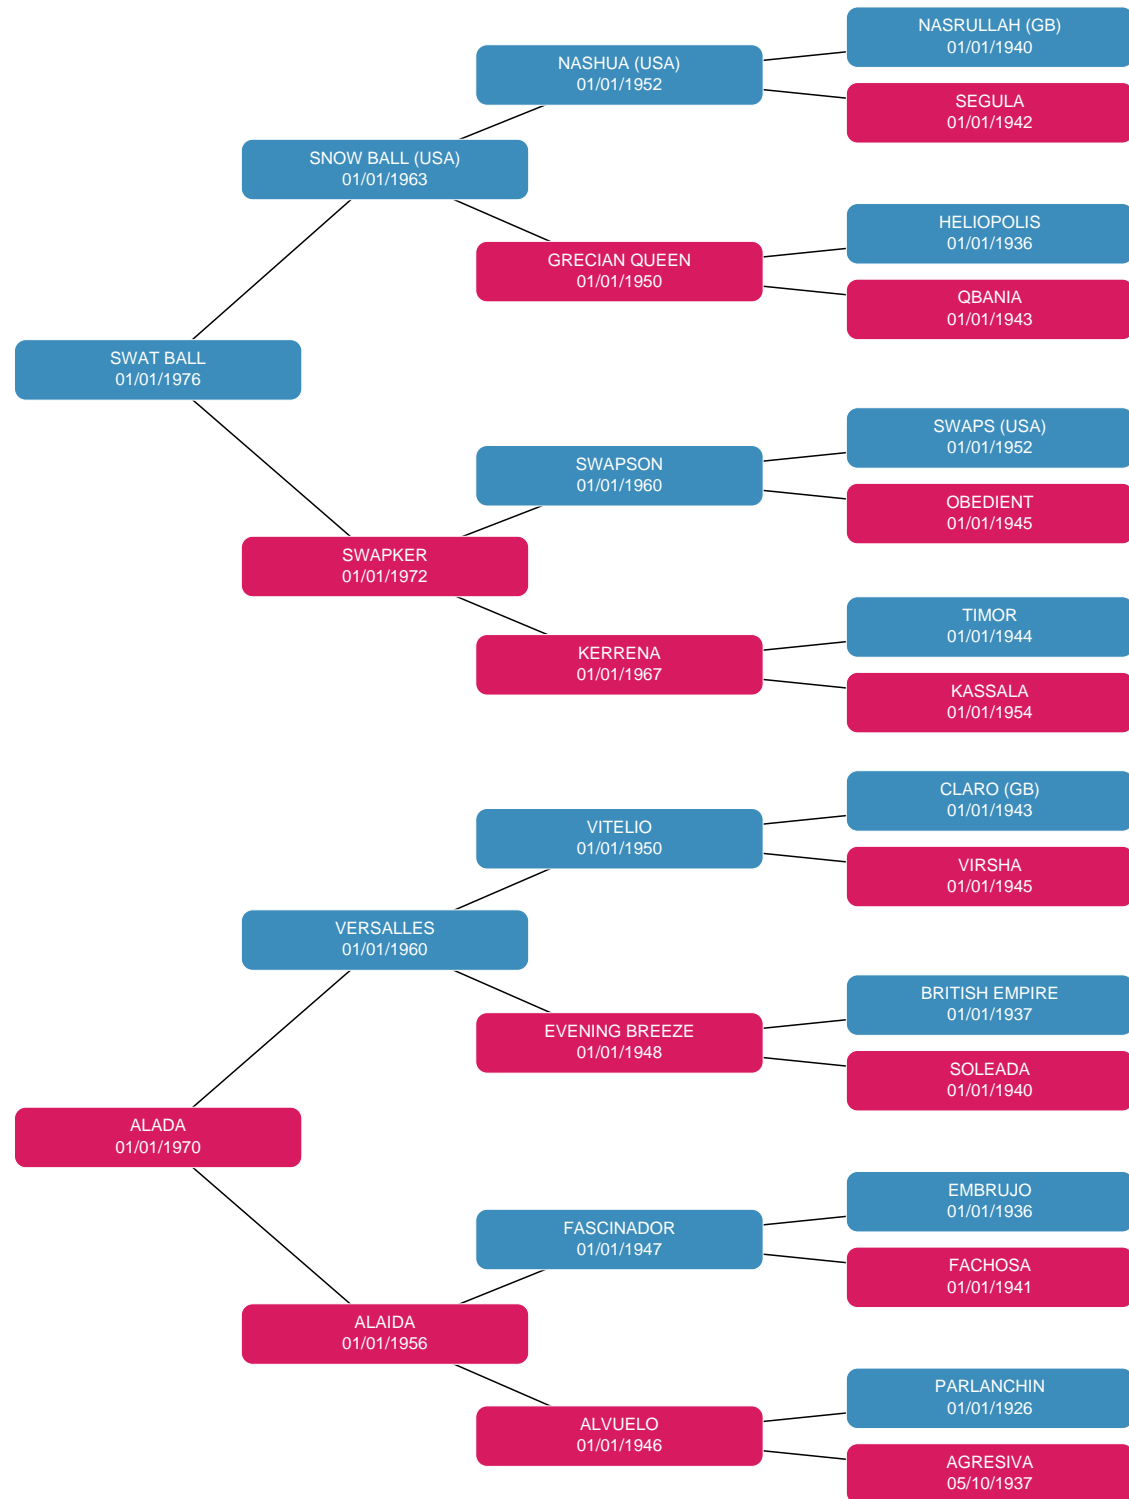 NASRULLAH (GB)
01/01/1940
NASHUA (USA)
01/01/1952
SEGULA
01/01/1942
SNOW BALL (USA)
01/01/1963
HELIOPOLIS
01/01/1936
GRECIAN QUEEN
01/01/1950
QBANIA
01/01/1943
SWAT BALL
01/01/1976
SWAPS (USA)
01/01/1952
SWAPSON
01/01/1960
OBEDIENT
01/01/1945
SWAPKER
01/01/1972
TIMOR
01/01/1944
KERRENA
01/01/1967
KASSALA
01/01/1954
CLARO (GB)
01/01/1943
VITELIO
01/01/1950
VIRSHA
01/01/1945
VERSALLES
01/01/1960
BRITISH EMPIRE
01/01/1937
EVENING BREEZE
01/01/1948
SOLEADA
01/01/1940
ALADA
01/01/1970
EMBRUJO
01/01/1936
FASCINADOR
01/01/1947
FACHOSA
01/01/1941
ALAIDA
01/01/1956
PARLANCHIN
01/01/1926
ALVUELO
01/01/1946
AGRESIVA
05/10/1937